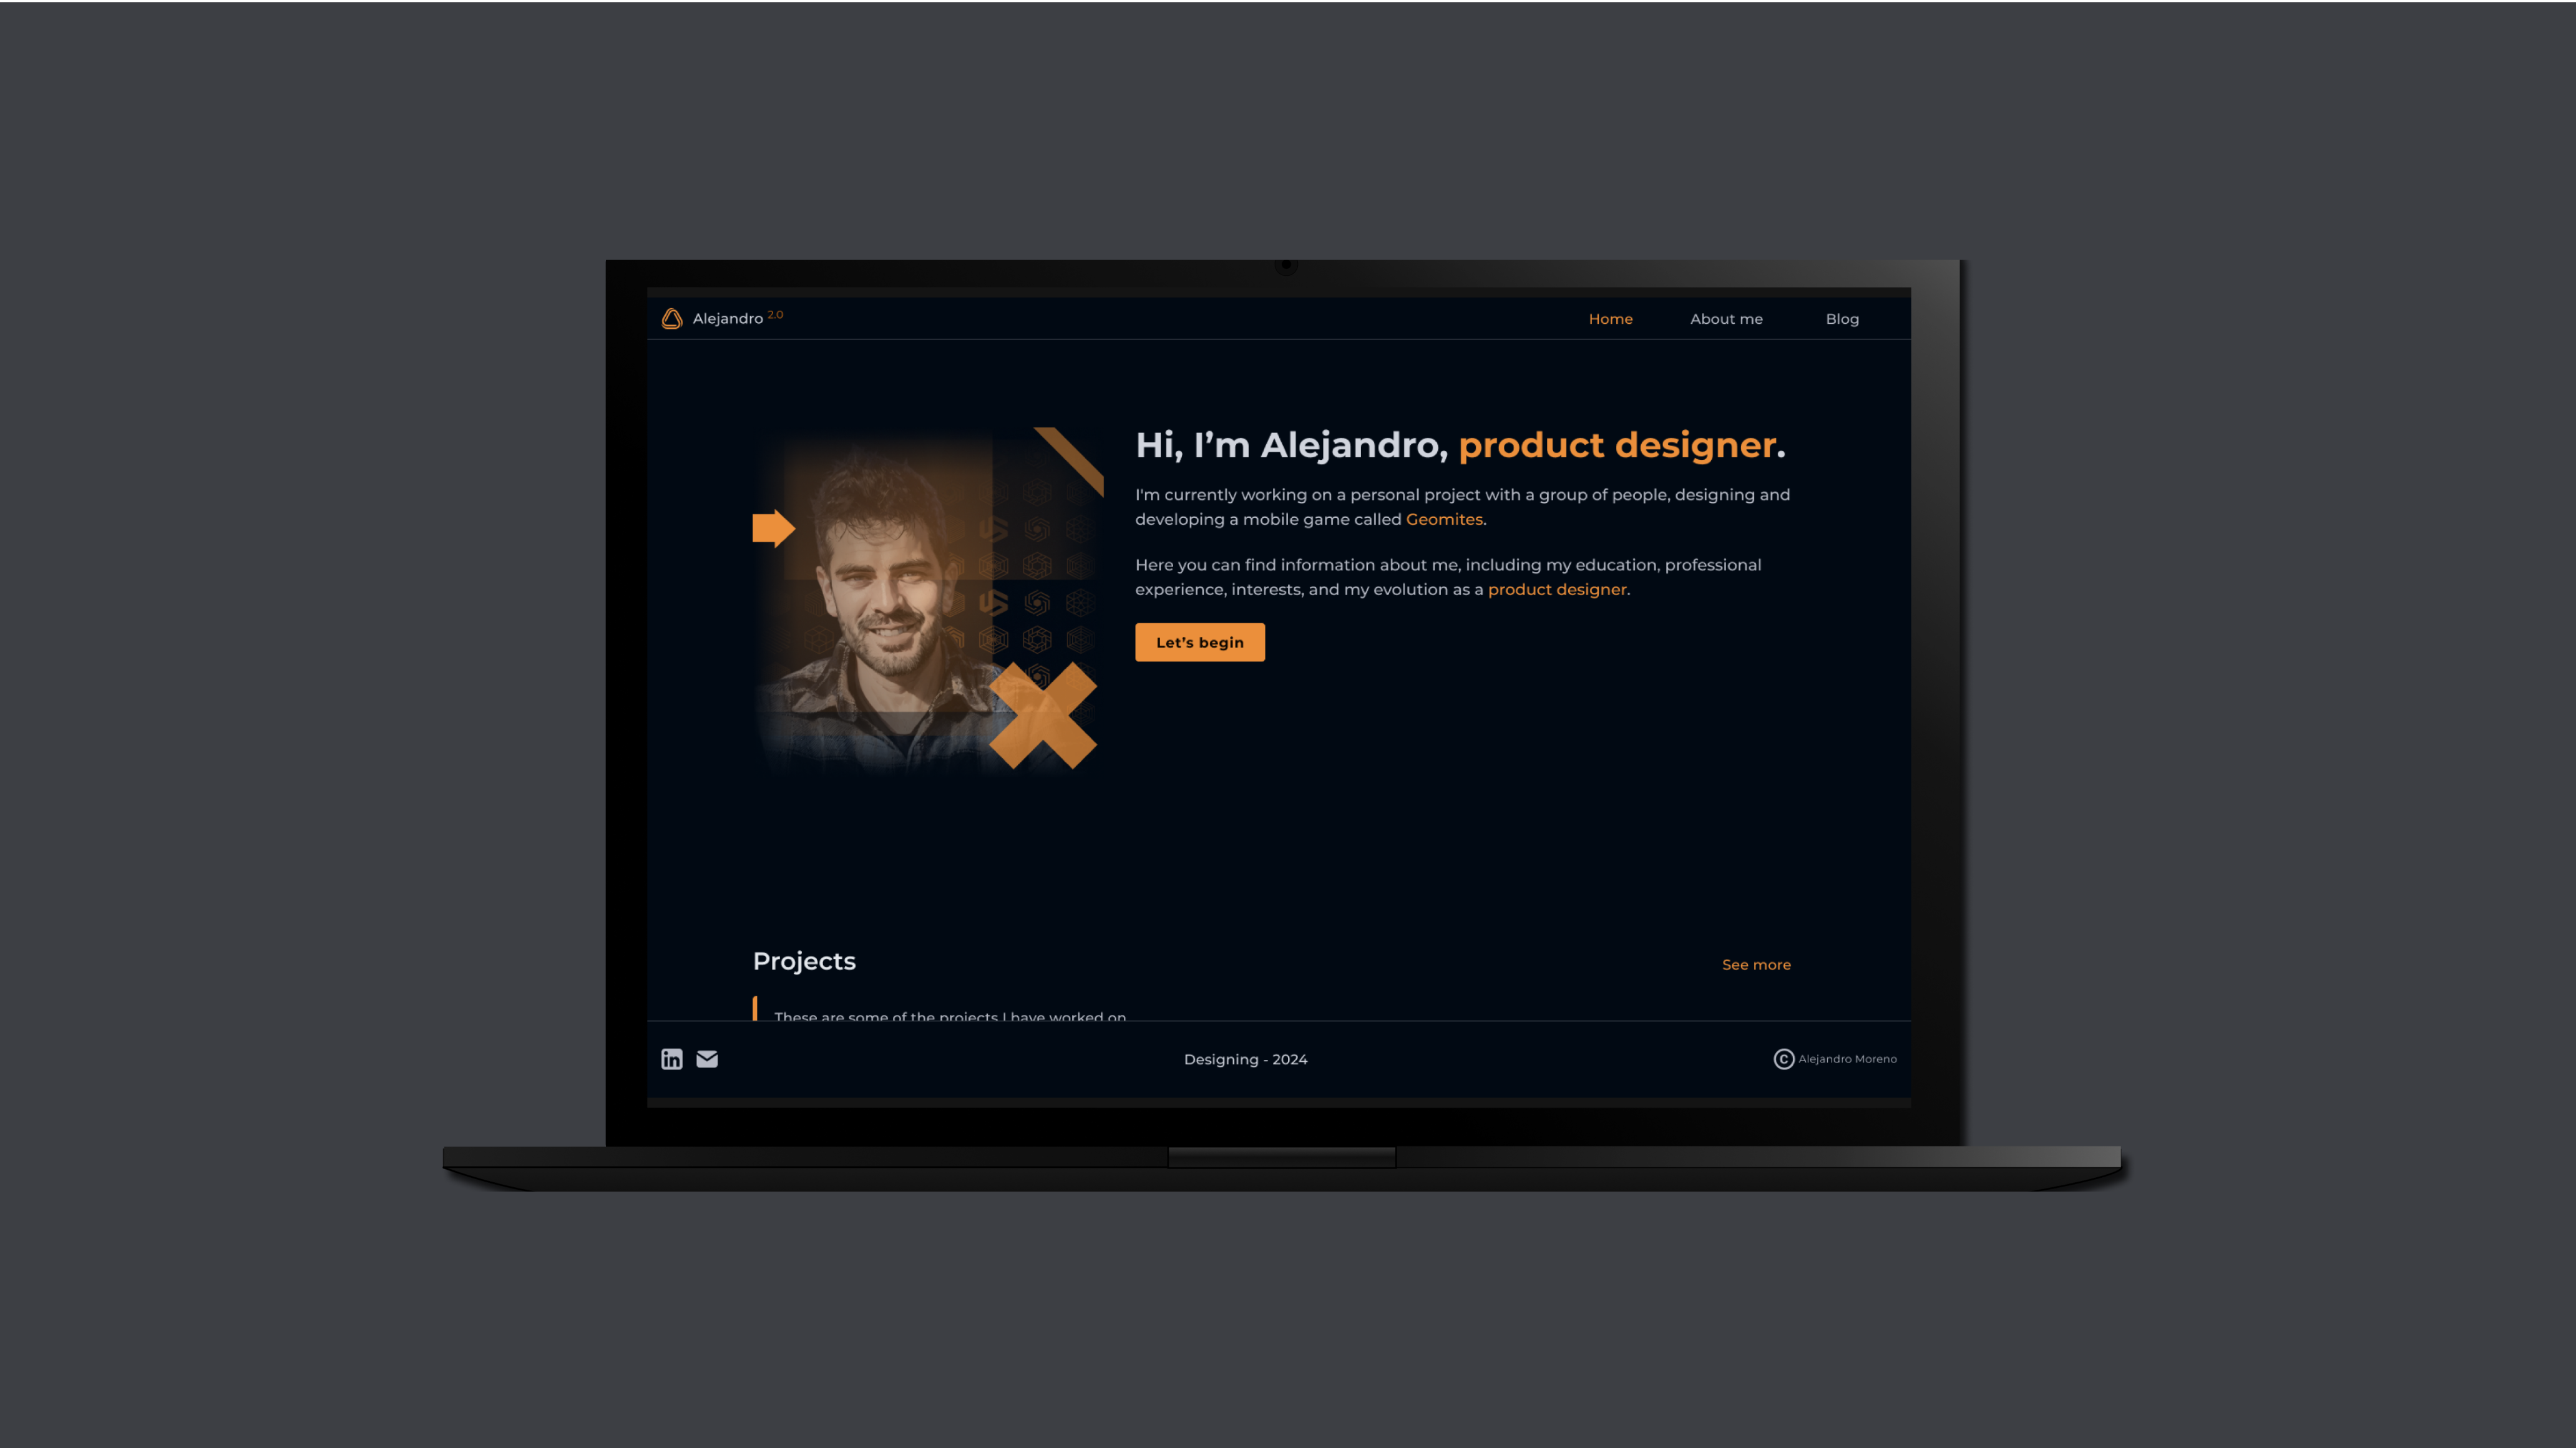 Alejandro 2.0
Home About me Blog
Hi, I’m Alejandro, product designer.
I'm currently working on a personal project with a group of people, designing and
developing a mobile game called Geomites.
Here you can find information about me, including my education, professional
experience, interests, and my evolution as a product designer.
Let’s begin
Projects
See more
These are some of the projects I have worked on
in
Designing - 2024
© Alejandro Moreno